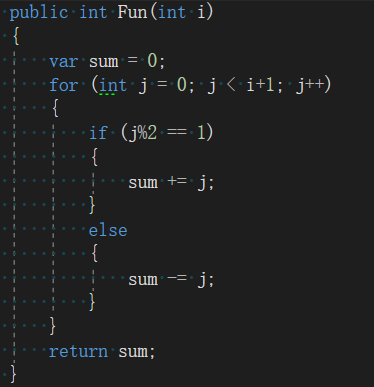 public int Fun(int i)
{
    var sum = 0;
    for (int j = 0; j < i+1; j++)
    {
        if (j%2 == 1)
        {
            sum += j;
        }
        else
        {
            sum -= j;
        }
    }
    return sum;
}